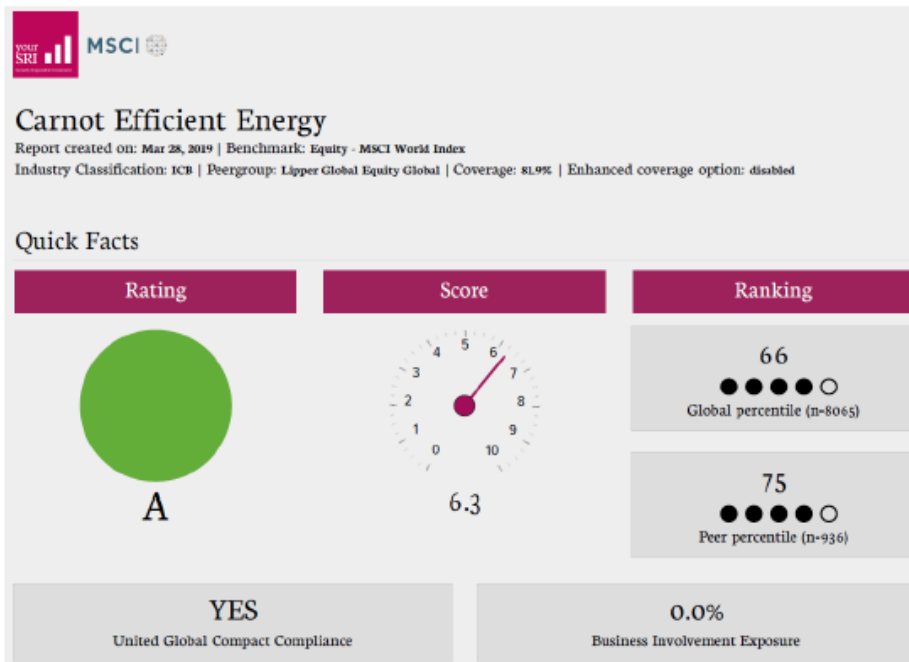 your
SRI
MSCI
Carnot Efficient Energy
Report created on: Mar 28, 2019 | Benchmark: Equity - MSCI World Index
Industry Classification: ICB | Peergroup: Lipper Global Equity Global | Coverage: 81.9% | Enhanced coverage option: disabled
Quick Facts
Rating
A
Score
0
1
2
3
4
5
6
7
8
9
10
6.3
Ranking
66
Global percentile (n=8065)
75
Peer percentile (n=936)
YES
United Global Compact Compliance
0.0%
Business Involvement Exposure